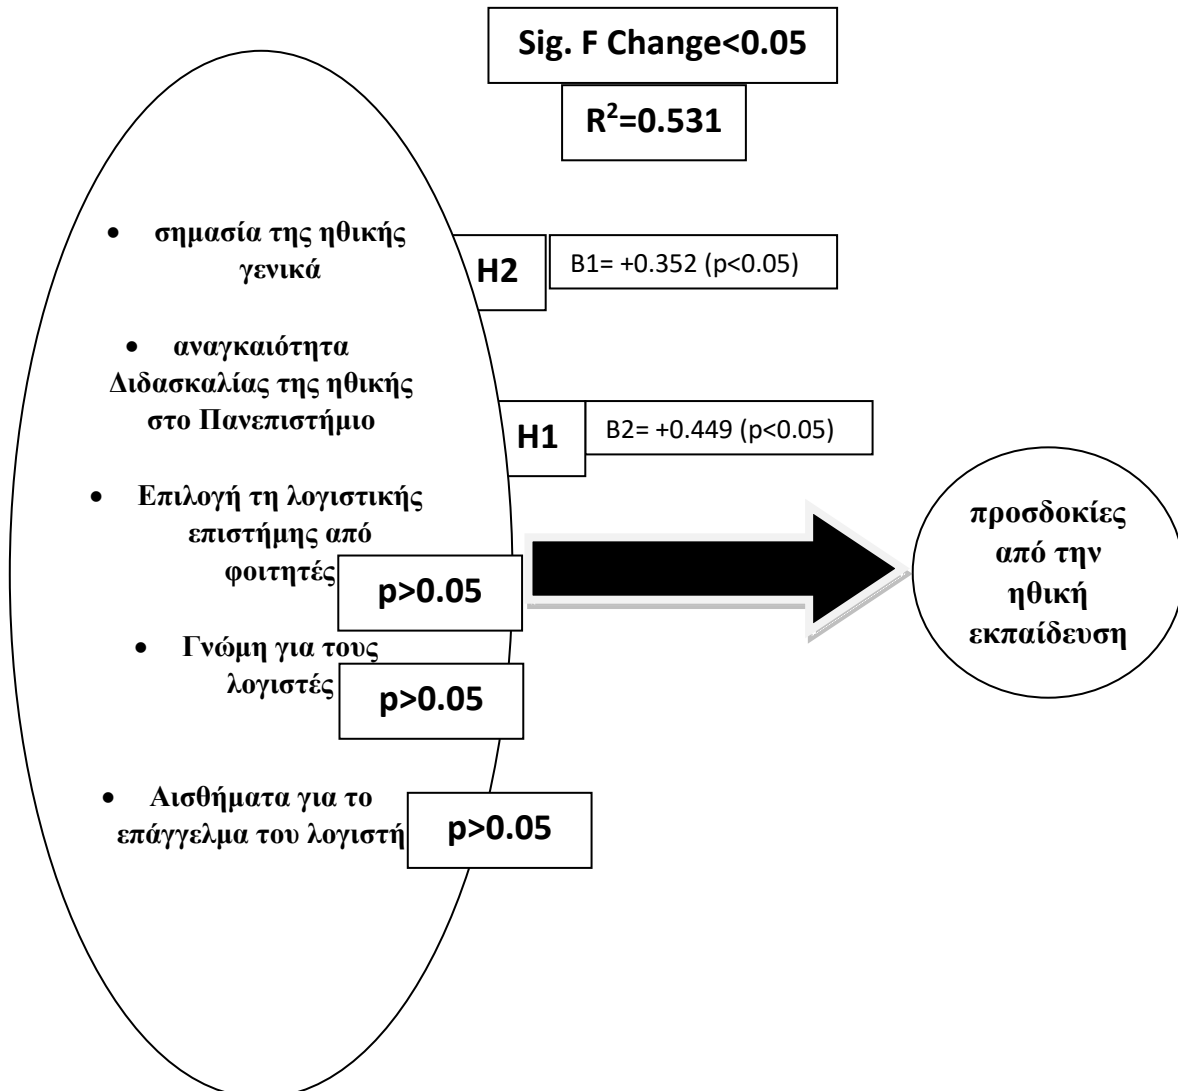 Sig. F Change<0.05
R²=0.531
• σημασία της ηθικής
γενικά
H2
B1= +0.352 (p<0.05)
• αναγκαιότητα
Διδασκαλίας της ηθικής
στο Πανεπιστήμιο
H1
B2= +0.449 (p<0.05)
• Επιλογή τη λογιστικής
επιστήμης από
φοιτητές
p>0.05
• Γνώμη για τους
λογιστές
p>0.05
• Αισθήματα για το
επάγγελμα του λογιστή
p>0.05
προσδοκίες
από την
ηθική
εκπαίδευση